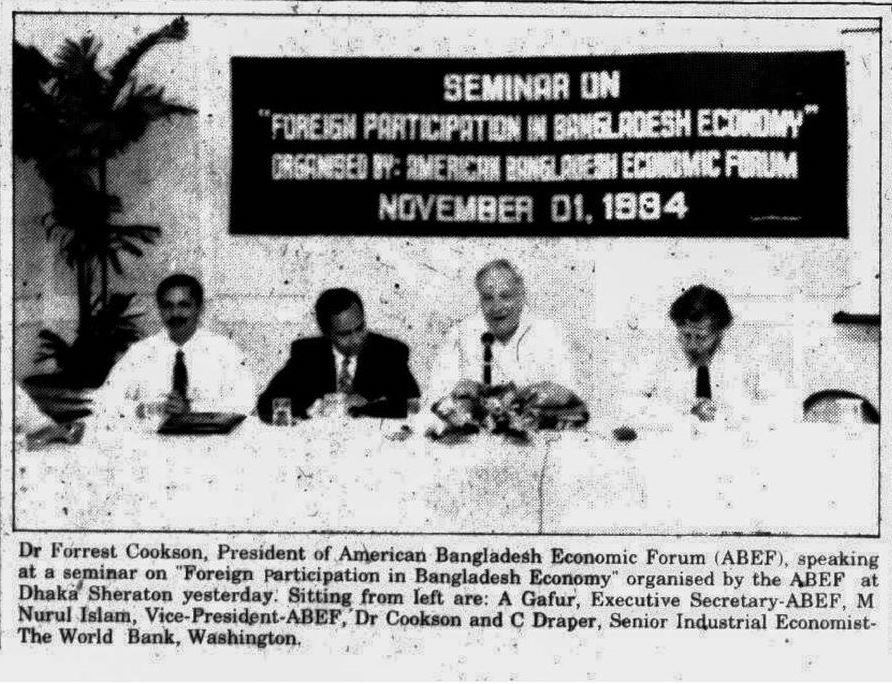 SEMINAR ON
"FOREIGN PARTICIPATION IN BANGLADESH ECONOMY"
ORGANISED BY: AMERICAN BANGLADESH ECONOMIC FORUM
NOVEMBER 01, 1994
Dr Forrest Cookson, President of American Bangladesh Economic Forum (ABEF), speaking
at a seminar on "Foreign Participation in Bangladesh Economy" organised by the ABEF at
Dhaka Sheraton yesterday. Sitting from left are: A Gafur, Executive Secretary-ABEF, M
Nurul Islam, Vice-President-ABEF, Dr Cookson and C Draper, Senior Industrial Economist-
The World Bank, Washington.